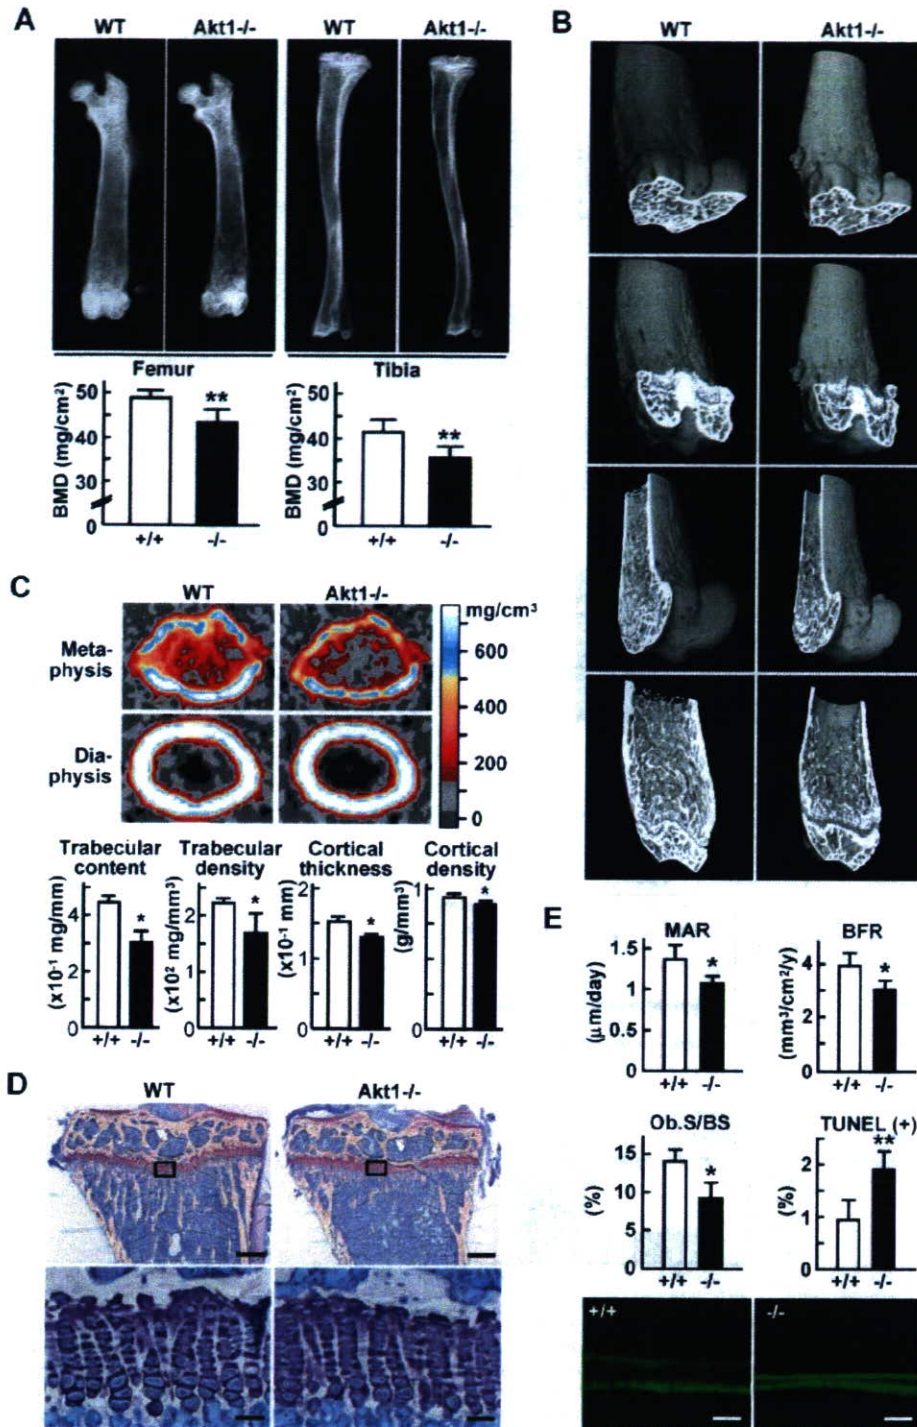 A
WT Akt1-/- WT Akt1-/-
Femur Tibia
BMD (mg/cm²)
50
40
30
0
**
+/+ -/-
BMD (mg/cm²)
50
40
30
0
**
+/+ -/-
B
WT Akt1-/-
C
WT Akt1-/-
Meta-
physis
Dia-
physis
mg/cm³
600
400
200
0
Trabecular
content
(x10⁻¹ mg/mm)
4
2
0
*
+/+ -/-
Trabecular
density
(x10² mg/mm³)
2
1
0
*
+/+ -/-
Cortical
thickness
(x10⁻¹ mm)
2
1
0
*
+/+ -/-
Cortical
density
(g/mm³)
1
0
*
+/+ -/-
D
WT Akt1-/-
E
MAR
(μm/day)
1.5
1
0.5
0
*
+/+ -/-
BFR
(mm³/cm²/y)
4
2
0
*
+/+ -/-
Ob.S/BS
(%)
15
10
5
0
*
+/+ -/-
TUNEL (+)
(%)
2
1
0
**
+/+ -/-
+/+ -/-